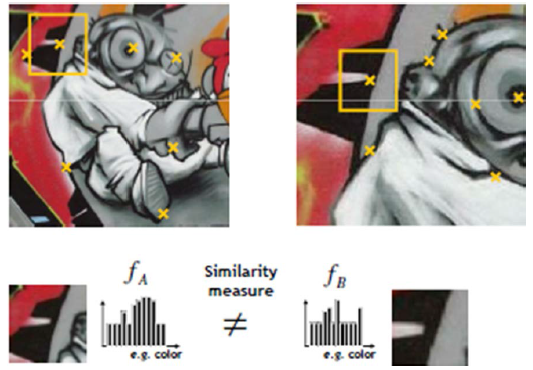 f_A
Similarity
measure
f_B
≠
e.g. color
e.g. color